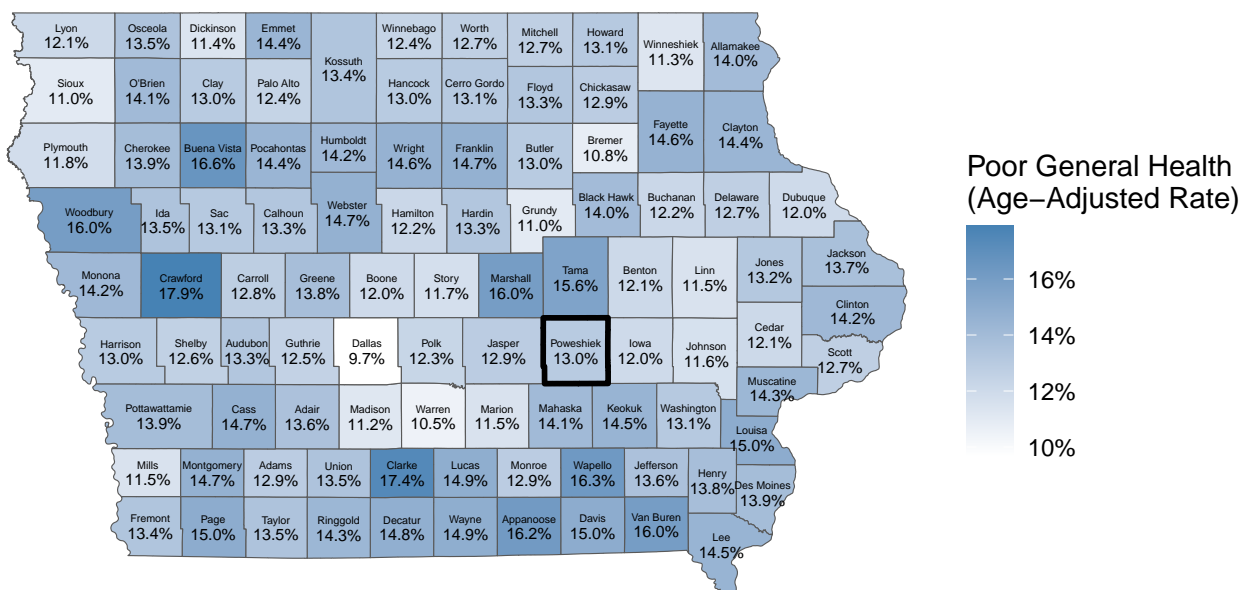 Lyon
12.1%
Osceola
13.5%
Dickinson
11.4%
Emmet
14.4%
Kossuth
13.4%
Winnebago
12.4%
Worth
12.7%
Mitchell
12.7%
Howard
13.1%
Winneshiek
11.3%
Allamakee
14.0%
Sioux
11.0%
O'Brien
14.1%
Clay
13.0%
Palo Alto
12.4%
Hancock
13.0%
Cerro Gordo
13.1%
Floyd
13.3%
Chickasaw
12.9%
Plymouth
11.8%
Cherokee
13.9%
Buena Vista
16.6%
Pocahontas
14.4%
Humboldt
14.2%
Wright
14.6%
Franklin
14.7%
Butler
13.0%
Bremer
10.8%
Fayette
14.6%
Clayton
14.4%
Woodbury
16.0%
Ida
13.5%
Sac
13.1%
Calhoun
13.3%
Webster
14.7%
Hamilton
12.2%
Hardin
13.3%
Grundy
11.0%
Black Hawk
14.0%
Buchanan
12.2%
Delaware
12.7%
Dubuque
12.0%
Monona
14.2%
Crawford
17.9%
Carroll
12.8%
Greene
13.8%
Boone
12.0%
Story
11.7%
Marshall
16.0%
Tama
15.6%
Benton
12.1%
Linn
11.5%
Jones
13.2%
Jackson
13.7%
Clinton
14.2%
Harrison
13.0%
Shelby
12.6%
Audubon
13.3%
Guthrie
12.5%
Dallas
9.7%
Polk
12.3%
Jasper
12.9%
Poweshiek
13.0%
Iowa
12.0%
Johnson
11.6%
Cedar
12.1%
Scott
12.7%
Muscatine
14.3%
Pottawattamie
13.9%
Cass
14.7%
Adair
13.6%
Madison
11.2%
Warren
10.5%
Marion
11.5%
Mahaska
14.1%
Keokuk
14.5%
Washington
13.1%
Louisa
15.0%
Mills
11.5%
Montgomery
14.7%
Adams
12.9%
Union
13.5%
Clarke
17.4%
Lucas
14.9%
Monroe
12.9%
Wapello
16.3%
Jefferson
13.6%
Henry
13.8%
Des Moines
13.9%
Fremont
13.4%
Page
15.0%
Taylor
13.5%
Ringgold
14.3%
Decatur
14.8%
Wayne
14.9%
Appanoose
16.2%
Davis
15.0%
Van Buren
16.0%
Lee
14.5%
Poor General Health
(Age−Adjusted Rate)
16%
14%
12%
10%